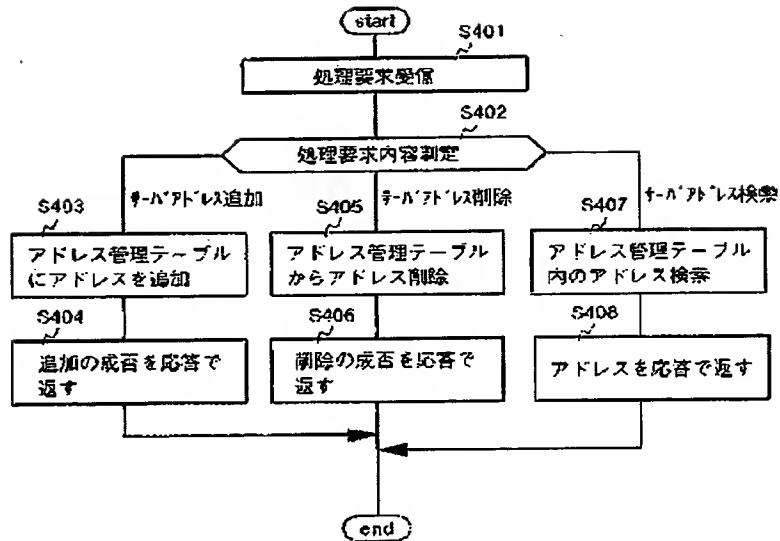 start
S401
処理要求受信
S402
処理要求内容判定
サーバアドレス追加
サーバアドレス削除
サーバアドレス検索
S403
アドレス管理テーブル
にアドレスを追加
S405
アドレス管理テーブル
からアドレス削除
S407
アドレス管理テーブル
内のアドレス検索
S404
追加の成否を応答で
返す
S406
削除の成否を応答で
返す
S408
アドレスを応答で返す
end